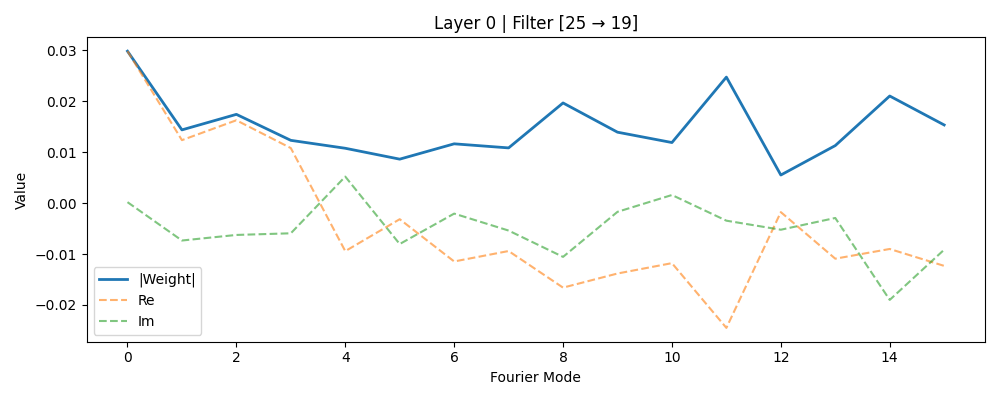 Layer 0 | Filter [25 → 19]
0.03
0.02
0.01
0.00
−0.01
−0.02
Value
|Weight|
Re
Im
0 2 4 6 8 10 12 14
Fourier Mode